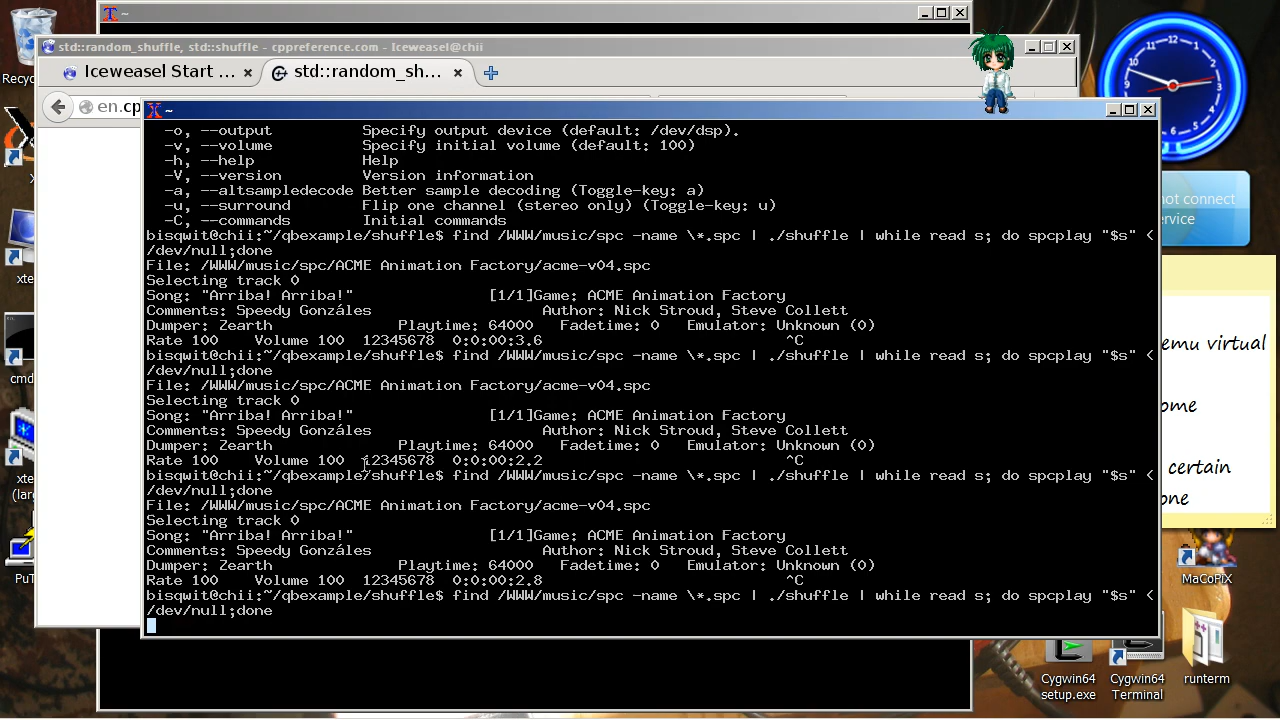 ~
std::random_shuffle, std::shuffle - cppreference.com - Iceweasel@chii
Iceweasel Start ...
std::random_sh...
en.cp
~
-o, --output Specify output device (default: /dev/dsp).
-v, --volume Specify initial volume (default: 100)
-h, --help Help
-V, --version Version information
-a, --altsampledecode Better sample decoding (Toggle-key: a)
-u, --surround Flip one channel (stereo only) (Toggle-key: u)
-C, --commands Initial commands
bisqwit@chii:~/qbexample/shuffle$ find /WWW/music/spc -name \*.spc | ./shuffle | while read s; do spcplay "$s" <
/dev/null;done
File: /WWW/music/spc/ACME Animation Factory/acme-v04.spc
Selecting track 0
Song: "Arriba! Arriba!" [1/1]Game: ACME Animation Factory
Comments: Speedy Gonzáles Author: Nick Stroud, Steve Collett
Dumper: Zearth Playtime: 64000 Fadetime: 0 Emulator: Unknown (0)
Rate 100 Volume 100 12345678 0:0:00:3.6 ^C
bisqwit@chii:~/qbexample/shuffle$ find /WWW/music/spc -name \*.spc | ./shuffle | while read s; do spcplay "$s" <
/dev/null;done
File: /WWW/music/spc/ACME Animation Factory/acme-v04.spc
Selecting track 0
Song: "Arriba! Arriba!" [1/1]Game: ACME Animation Factory
Comments: Speedy Gonzáles Author: Nick Stroud, Steve Collett
Dumper: Zearth Playtime: 64000 Fadetime: 0 Emulator: Unknown (0)
Rate 100 Volume 100 12345678 0:0:00:2.2 ^C
bisqwit@chii:~/qbexample/shuffle$ find /WWW/music/spc -name \*.spc | ./shuffle | while read s; do spcplay "$s" <
/dev/null;done
File: /WWW/music/spc/ACME Animation Factory/acme-v04.spc
Selecting track 0
Song: "Arriba! Arriba!" [1/1]Game: ACME Animation Factory
Comments: Speedy Gonzáles Author: Nick Stroud, Steve Collett
Dumper: Zearth Playtime: 64000 Fadetime: 0 Emulator: Unknown (0)
Rate 100 Volume 100 12345678 0:0:00:2.8 ^C
bisqwit@chii:~/qbexample/shuffle$ find /WWW/music/spc -name \*.spc | ./shuffle | while read s; do spcplay "$s" <
/dev/null;done
Recyc
xte
cmd
xte
(larg
PuT
not connect
ervice
emu virtual
ome
certain
one
MaCoPiX
Cygwin64
setup.exe
Cygwin64
Terminal
runterm